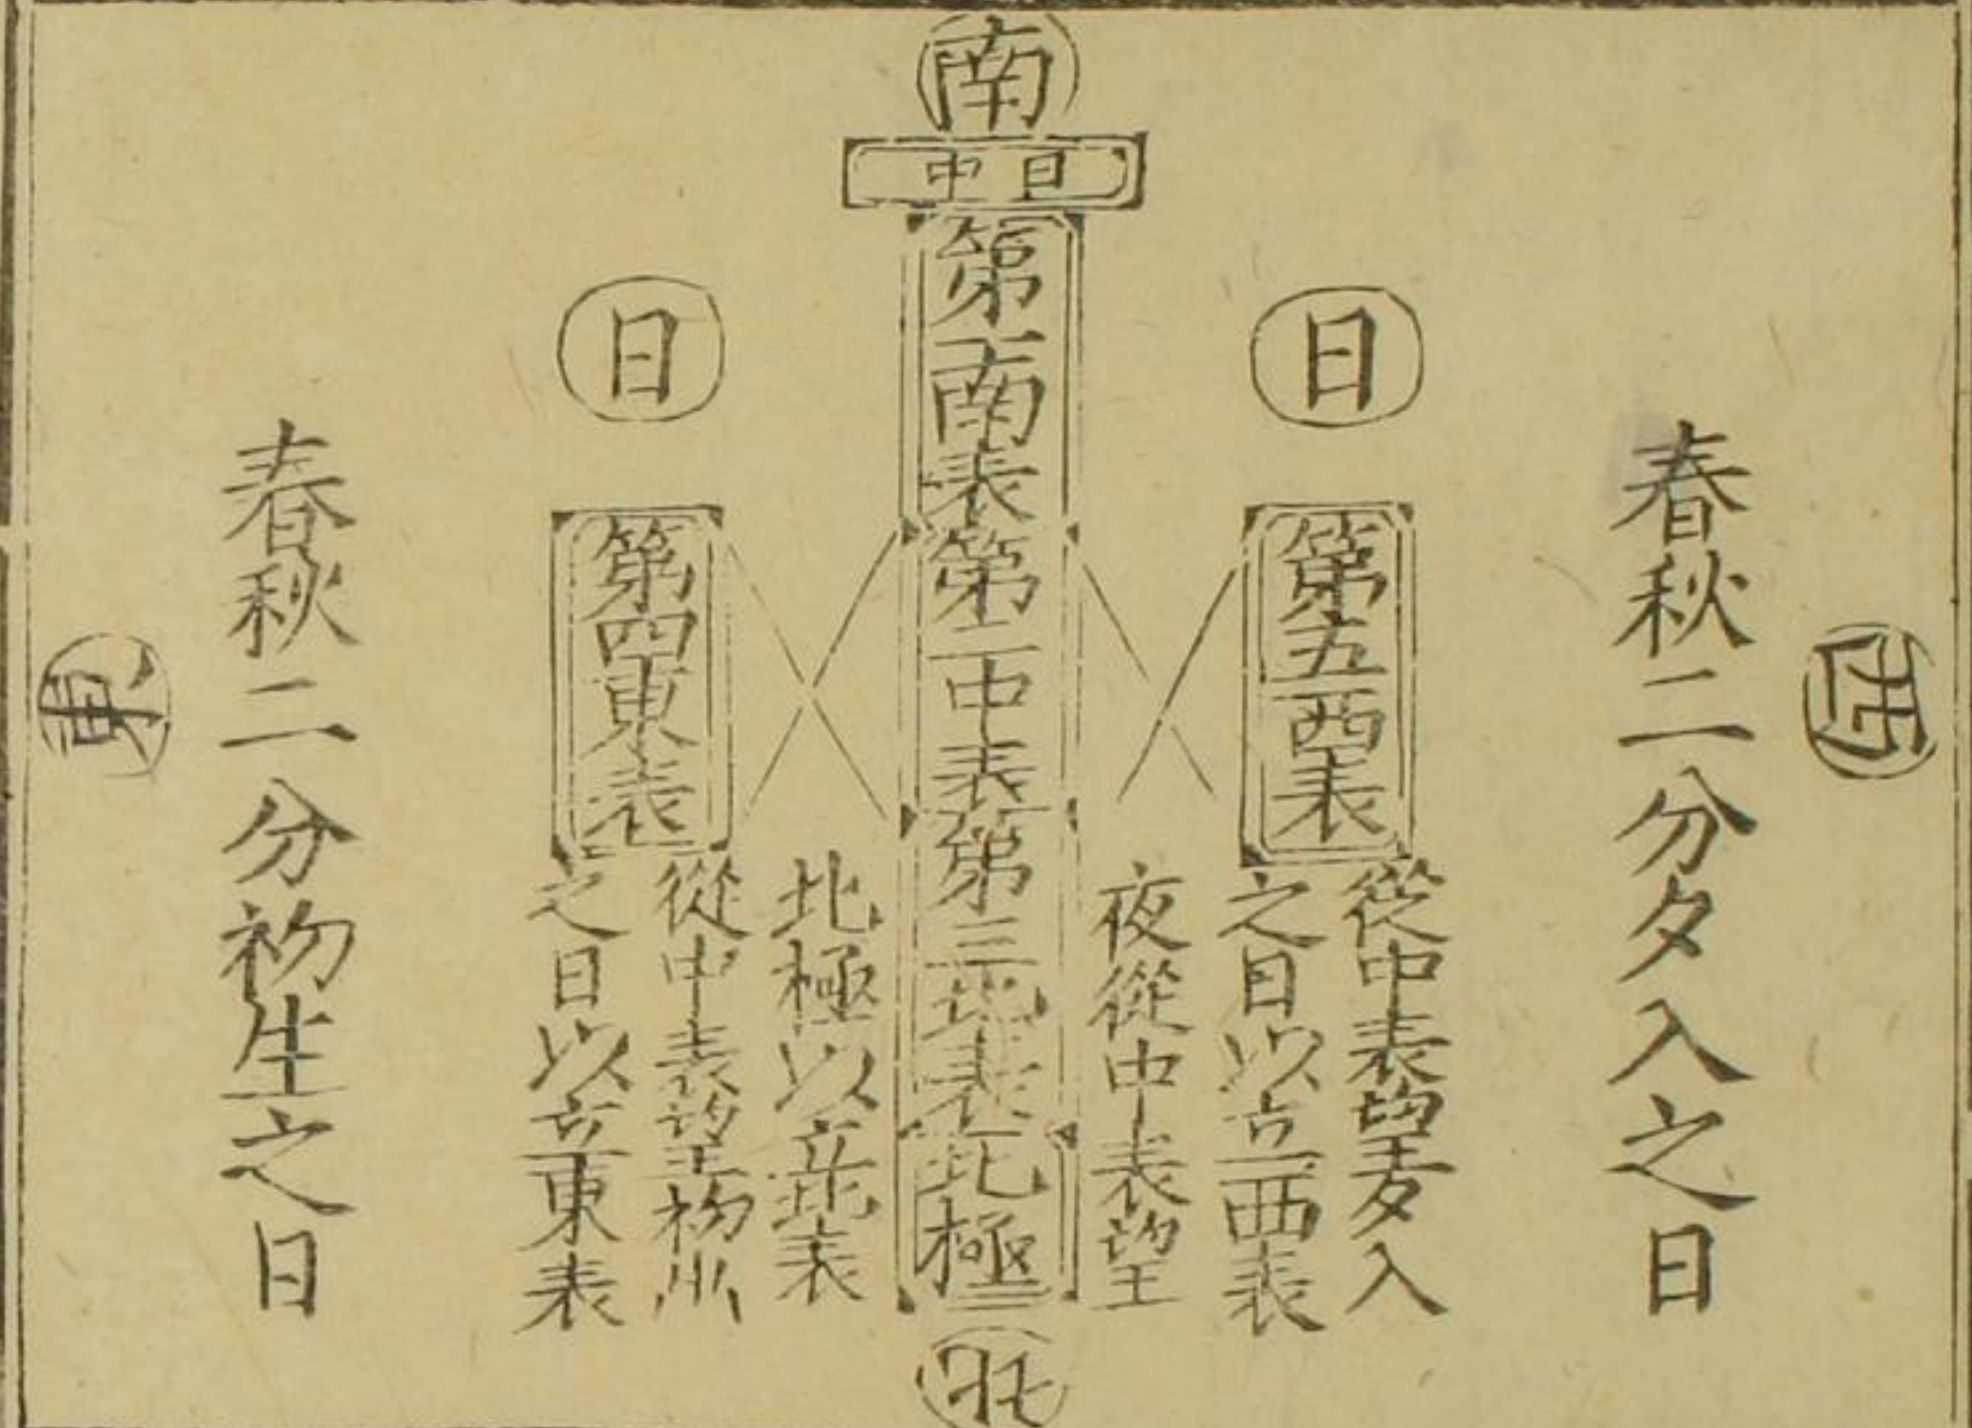 南
日中
西
春秋二分夕入之日
日
第五西表
從中表望夕入
之日以立西表
夜從中表望
第一南表
第二中表
第三北表
北極
北極以立北表
日
第四東表
從中表望初出
之日以立東表
春秋二分初生之日
東
北